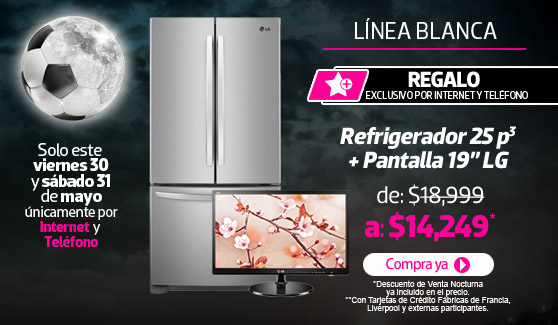 LÍNEA BLANCA
REGALO
EXCLUSIVO POR INTERNET Y TELÉFONO
Refrigerador 25 p³
+ Pantalla 19" LG
de: $18,999
a: $14,249*
Compra ya
*Descuento de Venta Nocturna
ya incluido en el precio.
**Con Tarjetas de Crédito Fábricas de Francia,
Liverpool y externas participantes.
Solo este
viernes 30
y sábado 31
de mayo
únicamente por
Internet y
Teléfono
LG
LG